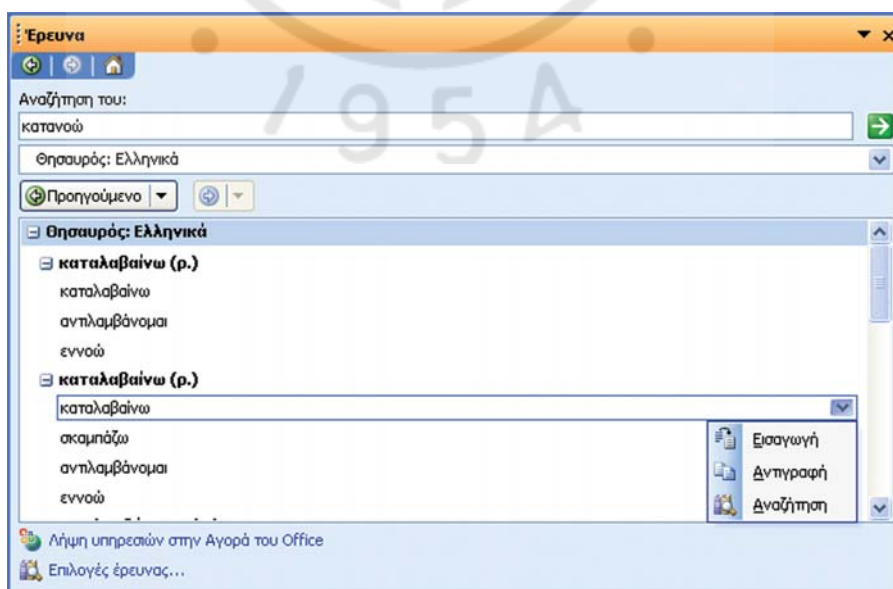 Έρευνα
1954
Αναζήτηση του:
κατανοώ
Θησαυρός: Ελληνικά
Προηγούμενο
Θησαυρός: Ελληνικά
καταλαβαίνω (ρ.)
καταλαβαίνω
αντιλαμβάνομαι
εννοώ
καταλαβαίνω (ρ.)
καταλαβαίνω
σκαμπάζω
Εισαγωγή
αντιλαμβάνομαι
Αντιγραφή
εννοώ
Αναζήτηση
Λήψη υπηρεσιών στην Αγορά του Office
Επιλογές έρευνας...